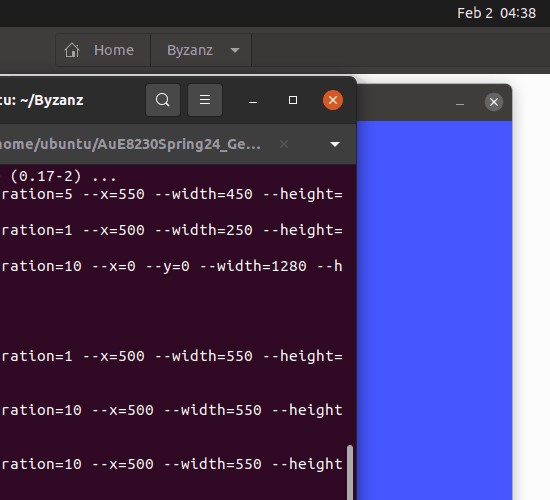 Feb 2 04:38
Home Byzanz
tu: ~/Byzanz
home/ubuntu/AuE8230Spring24_Ge...
(0.17-2) ...
ration=5 --x=550 --width=450 --height=
ration=1 --x=500 --width=250 --height=
ration=10 --x=0 --y=0 --width=1280 --h
ration=1 --x=500 --width=550 --height=
ration=10 --x=500 --width=550 --height
ration=10 --x=500 --width=550 --height